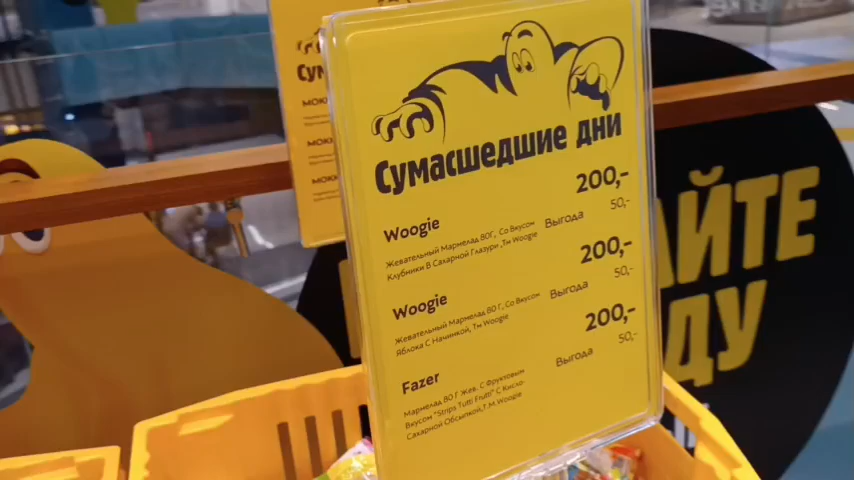 Сумасшедшие дни
200,-
Woogie
Выгода 50,-
Жевательный Мармелад 80Г, Со Вкусом
Клубники В Сахарной Глазури ,Тм Woogie
200,-
Woogie
Выгода 50,-
Жевательный Мармелад 80 Г, Со Вкусом
Яблока С Начинкой, Тм Woogie
200,-
Fazer
Выгода 50,-
Мармелад 80 Г Жев. С Фруктовым
Вкусом "Strips Tutti Frutti" С Кисло-
Сахарной Обсыпкой,Т.М Woogie
АЙТЕ
ДУ